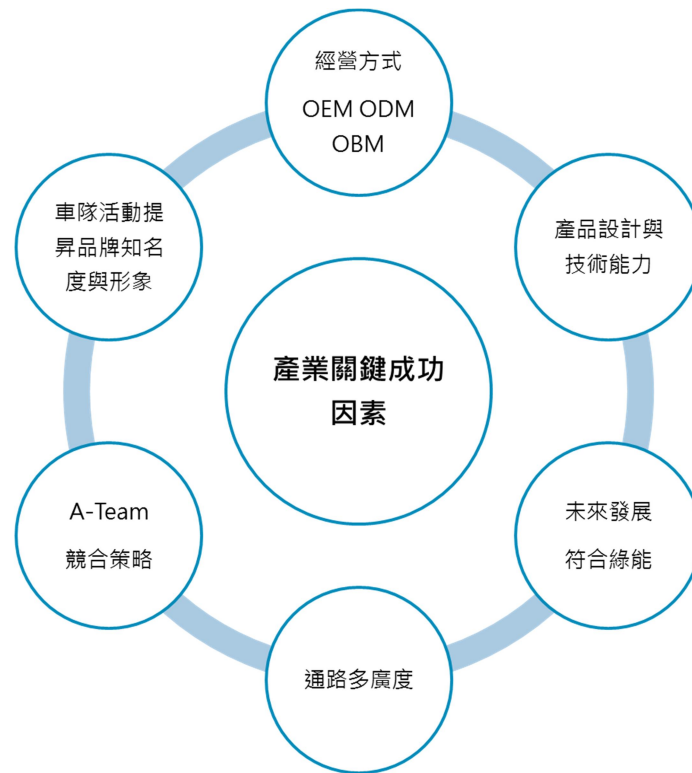 經營方式
OEM ODM
OBM
車隊活動提
昇品牌知名
度與形象
產品設計與
技術能力
產業關鍵成功
因素
A-Team
競合策略
未來發展
符合綠能
通路多廣度